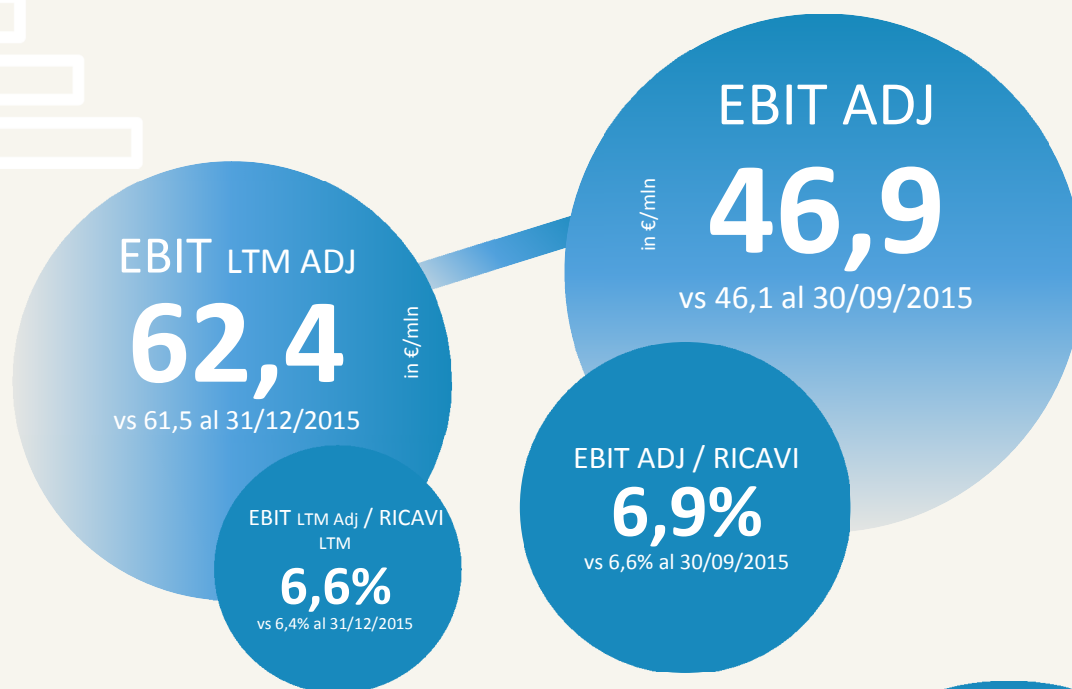 EBIT LTM ADJ
62,4
in €/mln
vs 61,5 al 31/12/2015
EBIT LTM Adj / RICAVI
LTM
6,6%
vs 6,4% al 31/12/2015
EBIT ADJ
46,9
in €/mln
vs 46,1 al 30/09/2015
EBIT ADJ / RICAVI
6,9%
vs 6,6% al 30/09/2015